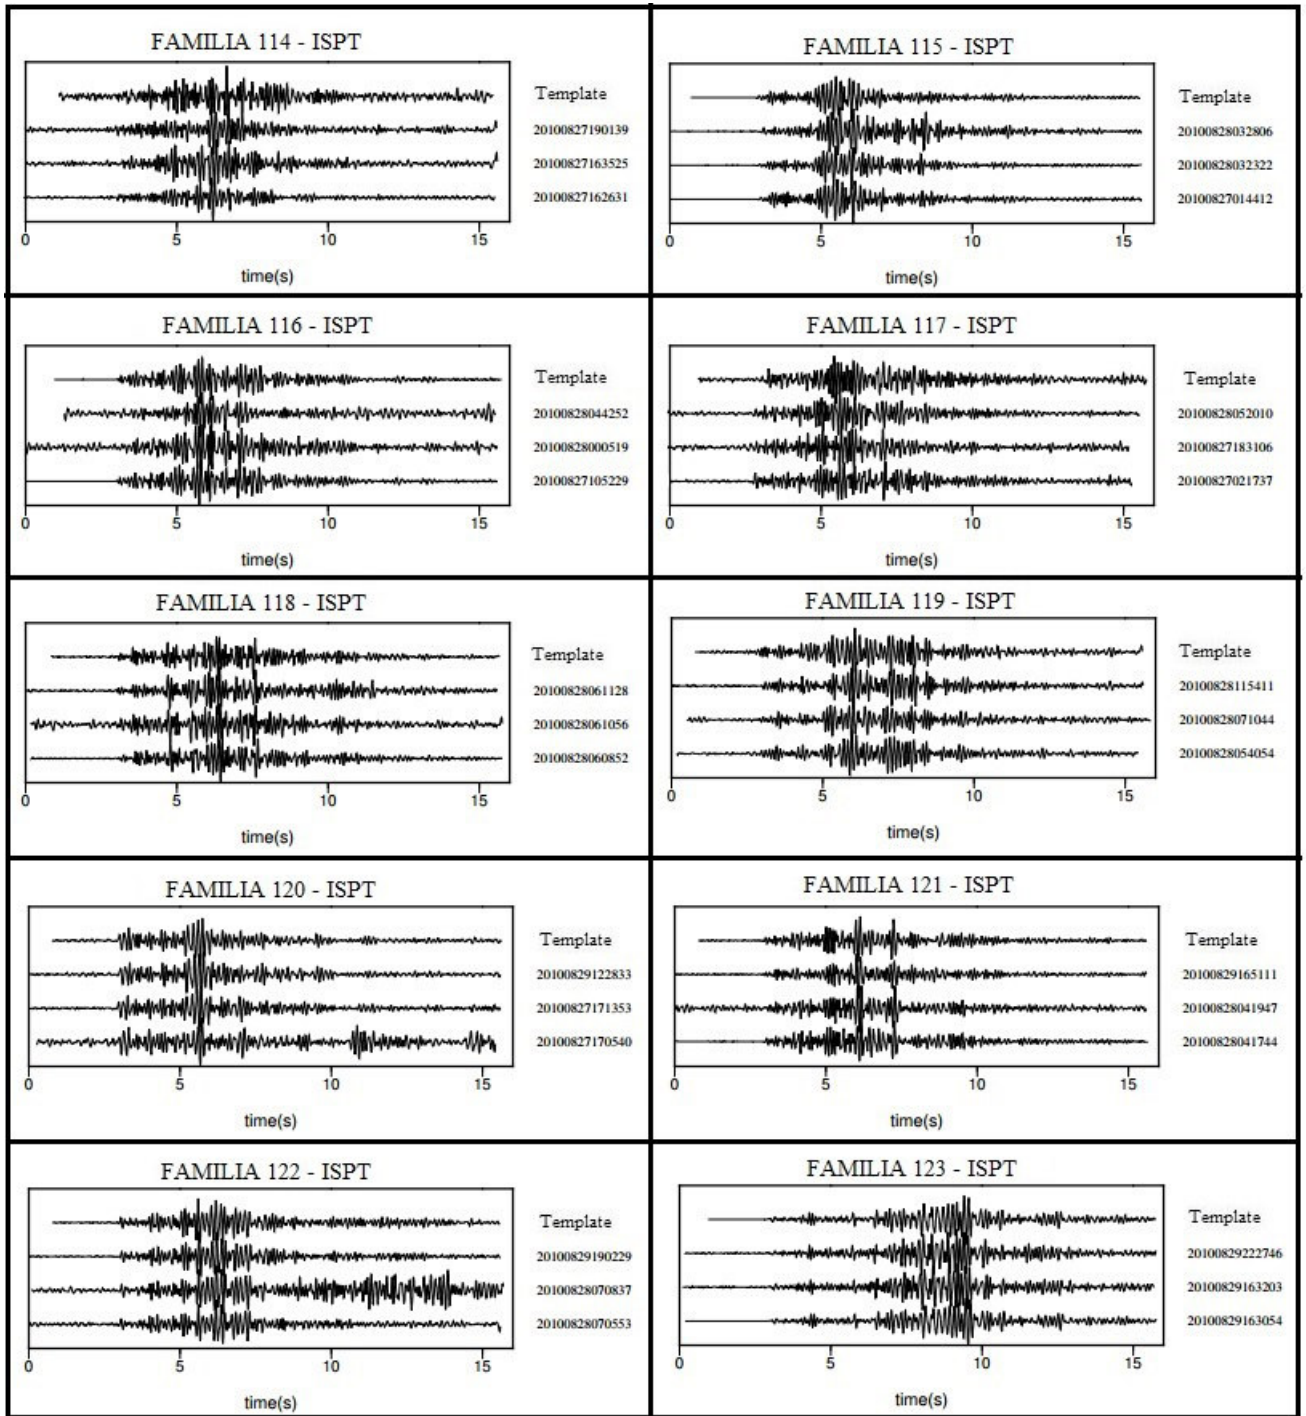 FAMILIA 114 - ISPT
Template
20100827190139
20100827163525
20100827162631
0 5 10 15
time(s)
FAMILIA 115 - ISPT
Template
20100828032806
20100828032322
20100827014412
0 5 10 15
time(s)
FAMILIA 116 - ISPT
Template
20100828044252
20100828000519
20100827105229
0 5 10 15
time(s)
FAMILIA 117 - ISPT
Template
20100828052010
20100827183106
20100827021737
0 5 10 15
time(s)
FAMILIA 118 - ISPT
Template
20100828061128
20100828061056
20100828060852
0 5 10 15
time(s)
FAMILIA 119 - ISPT
Template
20100828115411
20100828071044
20100828054054
0 5 10 15
time(s)
FAMILIA 120 - ISPT
Template
20100829122833
20100827171353
20100827170540
0 5 10 15
time(s)
FAMILIA 121 - ISPT
Template
20100829165111
20100828041947
20100828041744
0 5 10 15
time(s)
FAMILIA 122 - ISPT
Template
20100829190229
20100828070837
20100828070553
0 5 10 15
time(s)
FAMILIA 123 - ISPT
Template
20100829222746
20100829163203
20100829163054
0 5 10 15
time(s)